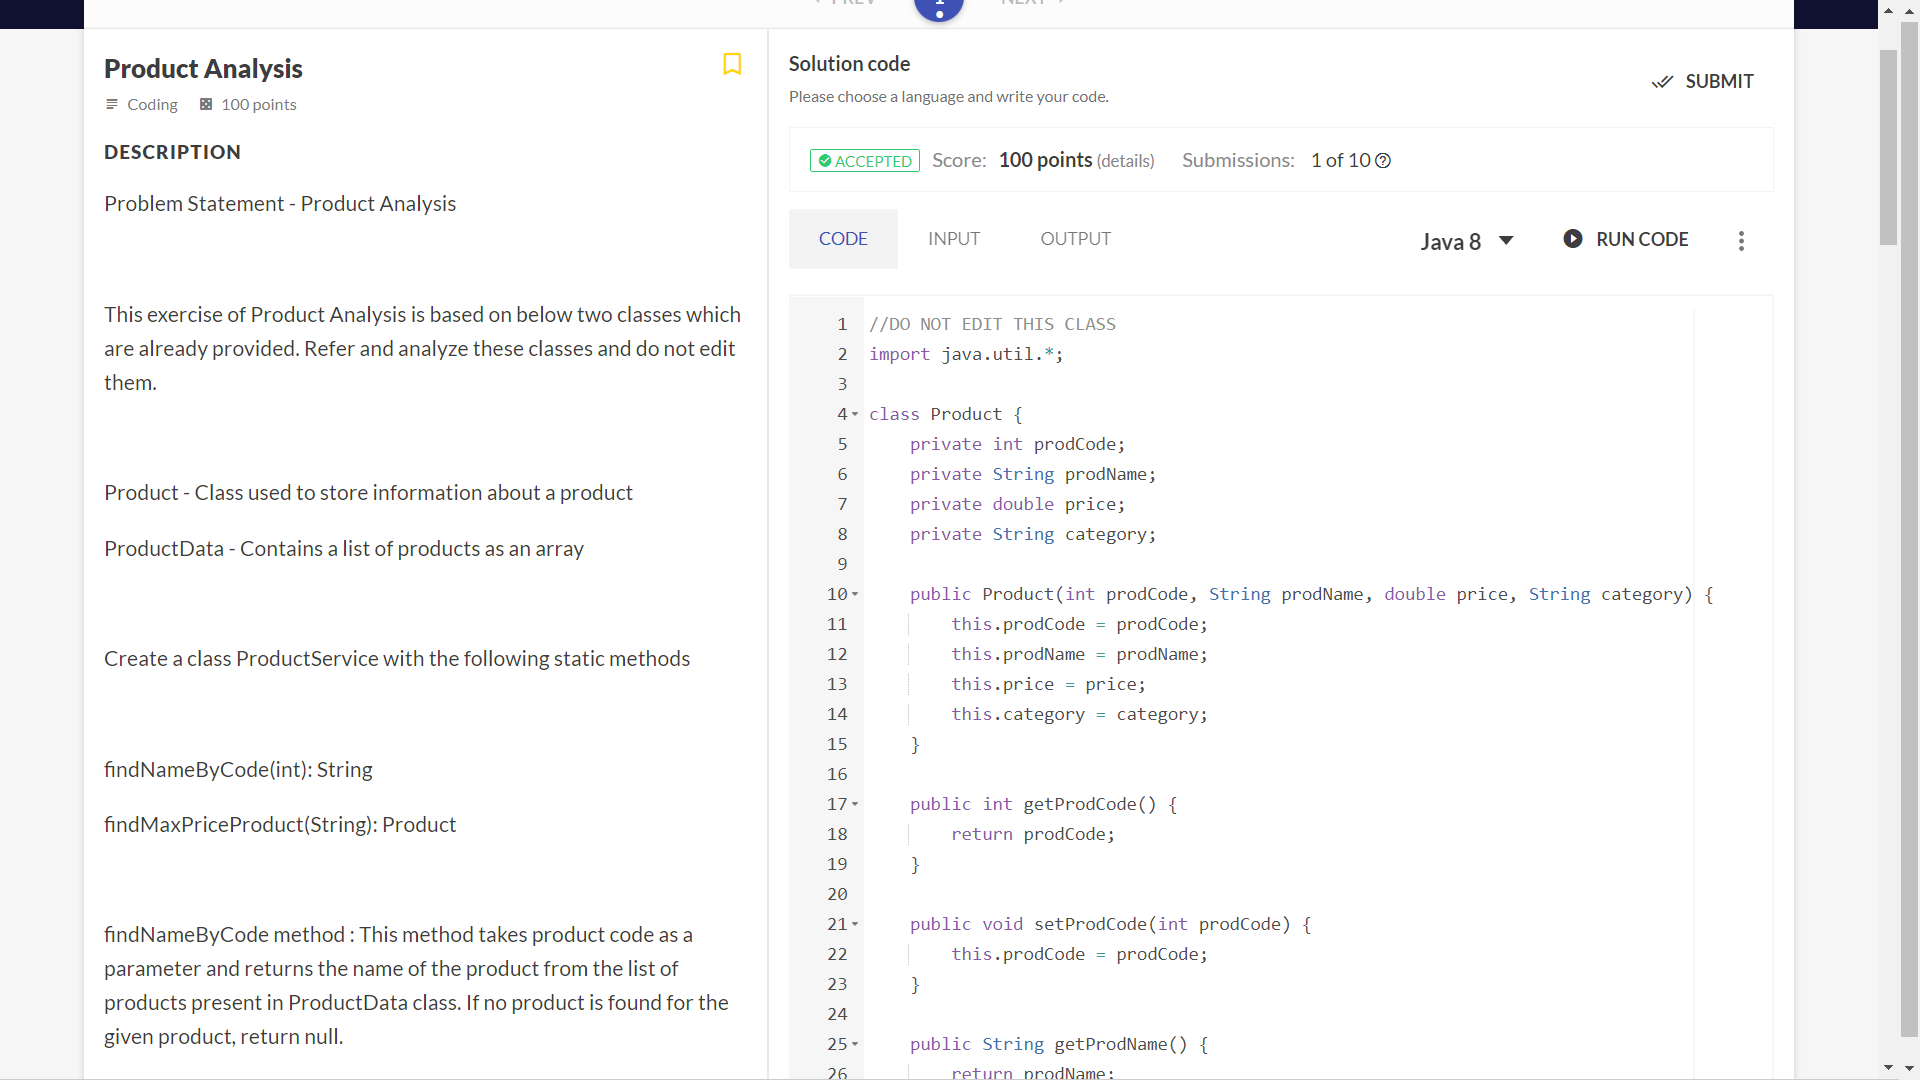 PREV 1 NEXT
Product Analysis
Coding 100 points
DESCRIPTION
Problem Statement - Product Analysis
This exercise of Product Analysis is based on below two classes which
are already provided. Refer and analyze these classes and do not edit
them.
Product - Class used to store information about a product
ProductData - Contains a list of products as an array
Create a class ProductService with the following static methods
findNameByCode(int): String
findMaxPriceProduct(String): Product
findNameByCode method : This method takes product code as a
parameter and returns the name of the product from the list of
products present in ProductData class. If no product is found for the
given product, return null.
Solution code
Please choose a language and write your code.
SUBMIT
ACCEPTED Score: 100 points (details) Submissions: 1 of 10
CODE INPUT OUTPUT Java 8 RUN CODE
1 //DO NOT EDIT THIS CLASS
2 import java.util.*;
3
4 class Product {
5 private int prodCode;
6 private String prodName;
7 private double price;
8 private String category;
9
10 public Product(int prodCode, String prodName, double price, String category) {
11 this.prodCode = prodCode;
12 this.prodName = prodName;
13 this.price = price;
14 this.category = category;
15 }
16
17 public int getProdCode() {
18 return prodCode;
19 }
20
21 public void setProdCode(int prodCode) {
22 this.prodCode = prodCode;
23 }
24
25 public String getProdName() {
26 return prodName;